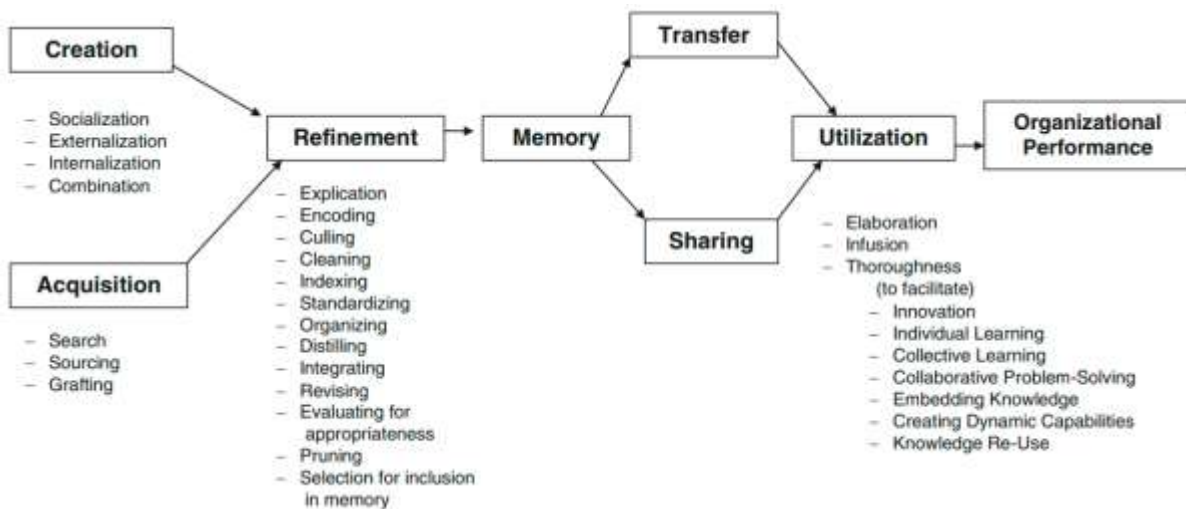 Creation
– Socialization
– Externalization
– Internalization
– Combination
Acquisition
– Search
– Sourcing
– Grafting
Refinement
– Explication
– Encoding
– Culling
– Cleaning
– Indexing
– Standardizing
– Organizing
– Distilling
– Integrating
– Revising
– Evaluating for
appropriateness
– Pruning
– Selection for inclusion
in memory
Memory
Transfer
Sharing
Utilization
– Elaboration
– Infusion
– Thoroughness
(to facilitate)
– Innovation
– Individual Learning
– Collective Learning
– Collaborative Problem-Solving
– Embedding Knowledge
– Creating Dynamic Capabilities
– Knowledge Re-Use
Organizational
Performance